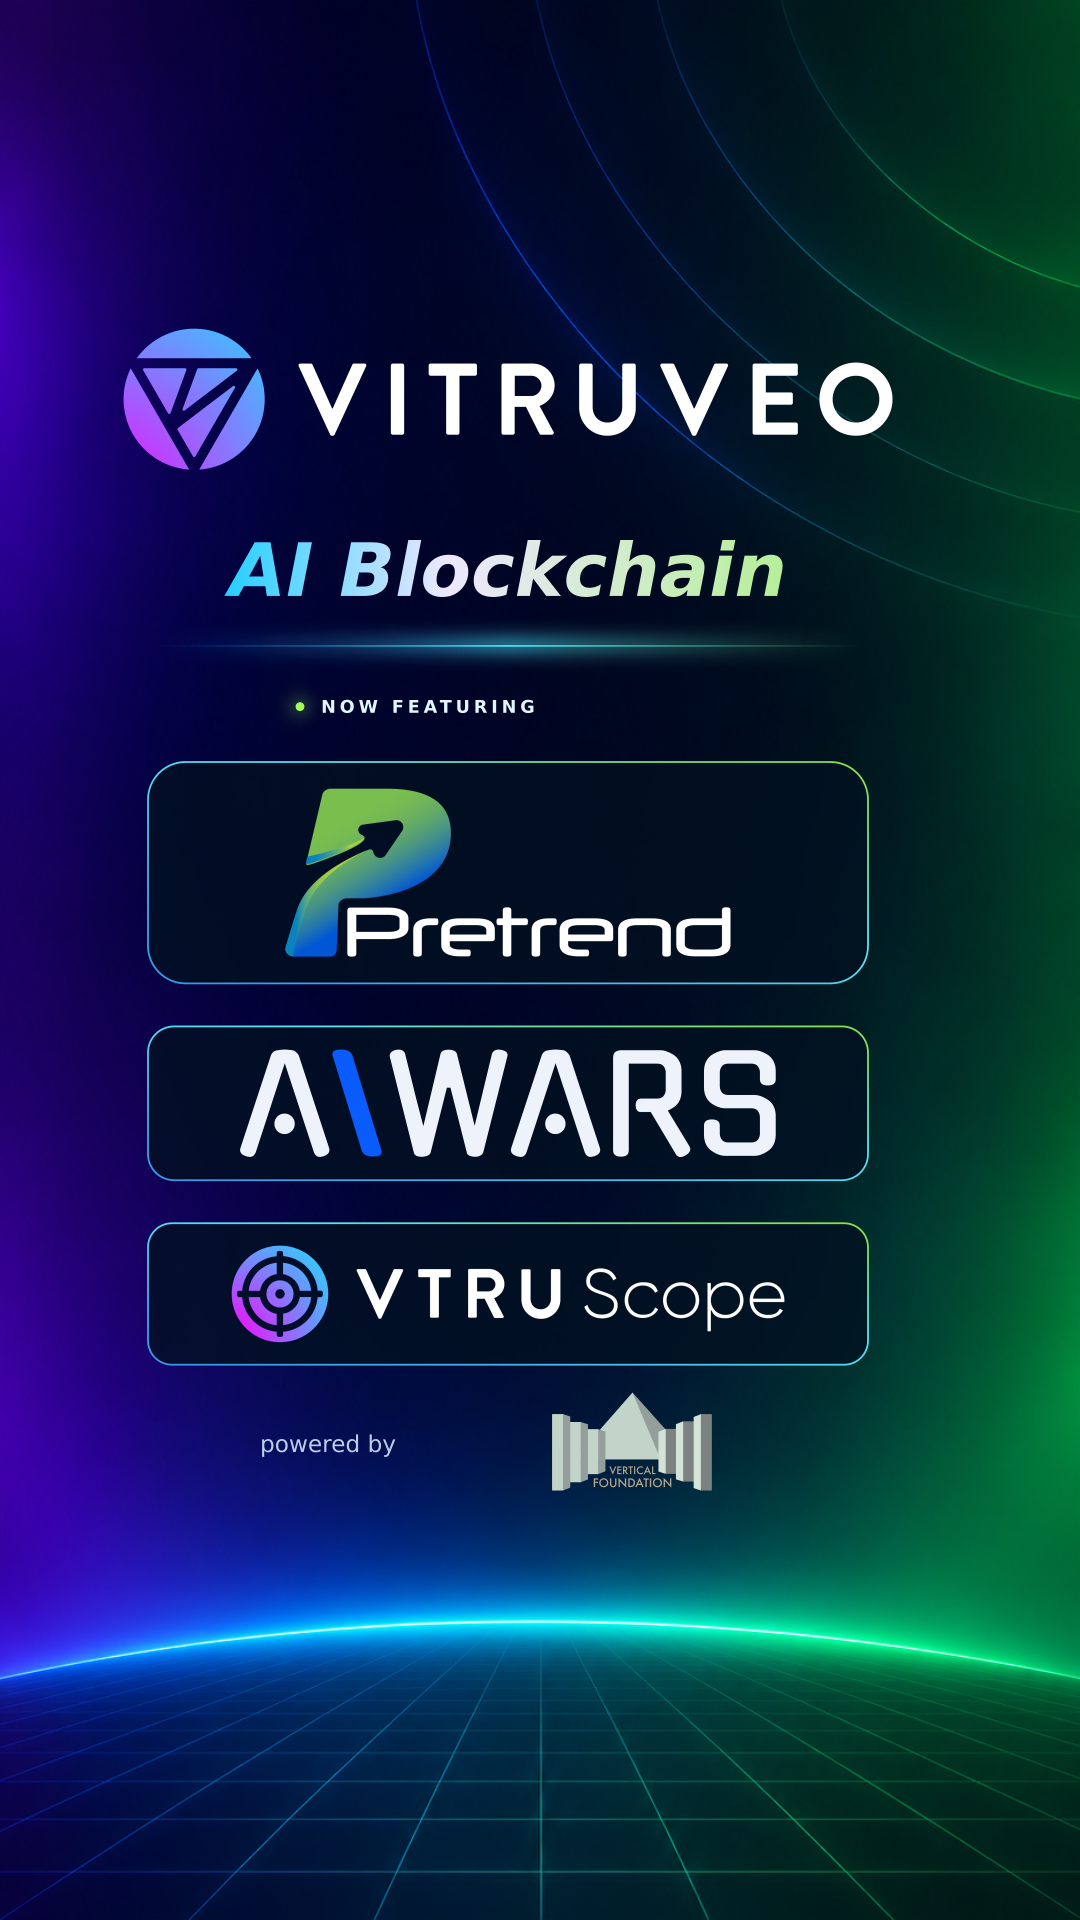 VITRUVEO
AI Blockchain
NOW FEATURING
Pretrend
A\WARS
VTRU Scope
powered by
VERTICAL
FOUNDATION